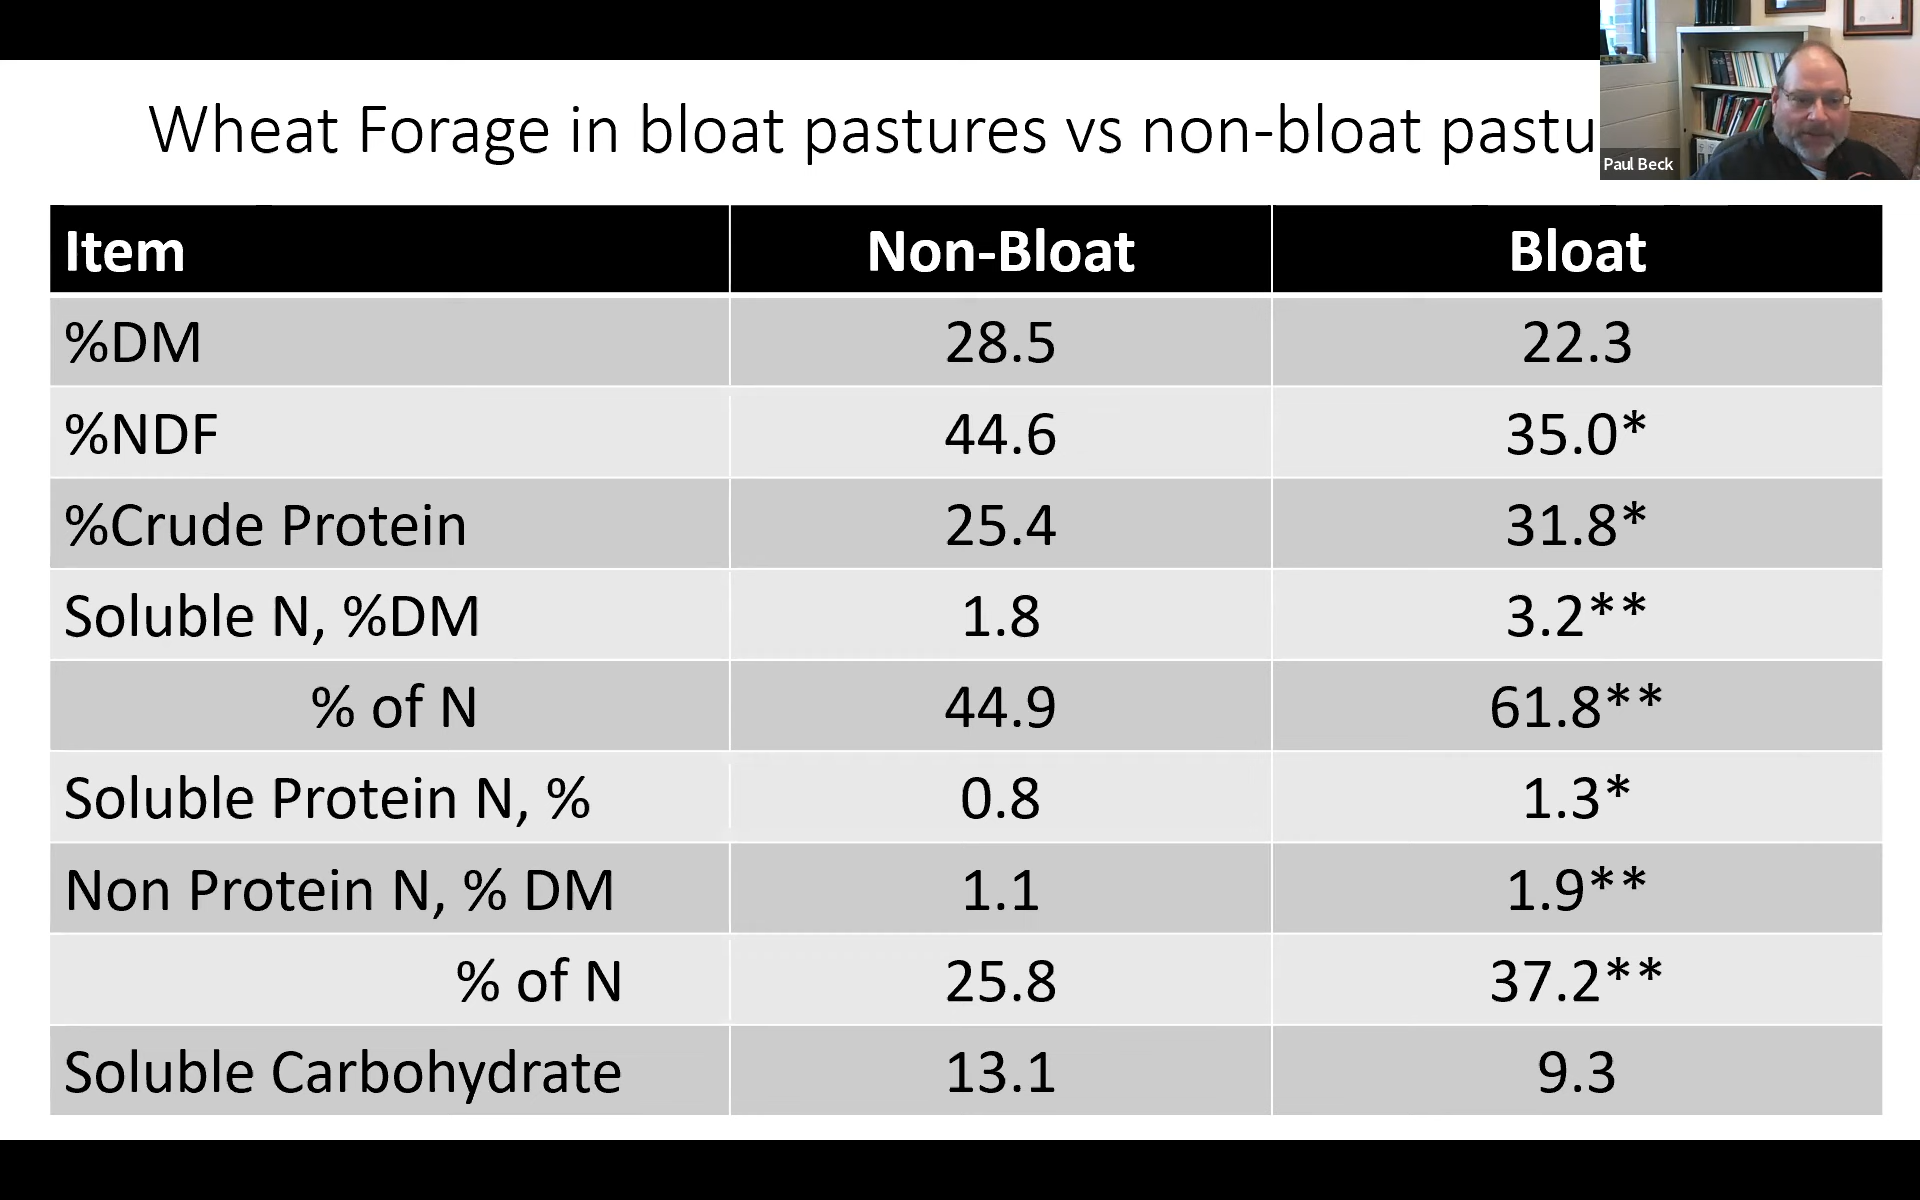 Wheat Forage in bloat pastures vs non-bloat pastu
Paul Beck
Item Non-Bloat Bloat
%DM 28.5 22.3
%NDF 44.6 35.0*
%Crude Protein 25.4 31.8*
Soluble N, %DM 1.8 3.2**
% of N 44.9 61.8**
Soluble Protein N, % 0.8 1.3*
Non Protein N, % DM 1.1 1.9**
% of N 25.8 37.2**
Soluble Carbohydrate 13.1 9.3